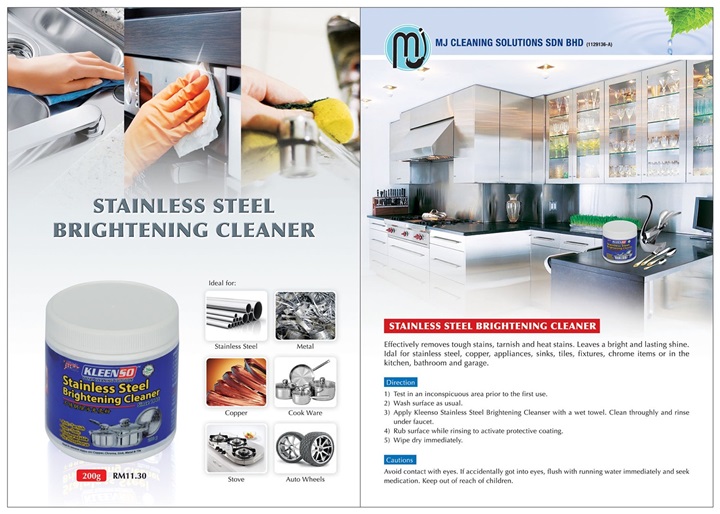 STAINLESS STEEL
BRIGHTENING CLEANER
Ideal for:
Stainless Steel
Metal
Copper
Cook Ware
Stove
Auto Wheels
KLEENSO
Stainless Steel
Brightening Cleaner
200g
RM11.30
MJ
MJ CLEANING SOLUTIONS SDN BHD (1120136-A)
STAINLESS STEEL BRIGHTENING CLEANER
Effectively removes tough stains, tarnish and heat stains. Leaves a bright and lasting shine.
Idal for stainless steel, copper, appliances, sinks, tiles, fixtures, chrome items or in the
kitchen, bathroom and garage.
Direction
1) Test in an inconspicuous area prior to the first use.
2) Wash surface as usual.
3) Apply Kleenso Stainless Steel Brightening Cleanser with a wet towel. Clean throughly and rinse
under faucet.
4) Rub surface while rinsing to activate protective coating.
5) Wipe dry immediately.
Cautions
Avoid contact with eyes. If accidentally got into eyes, flush with running water immediately and seek
medication. Keep out of reach of children.